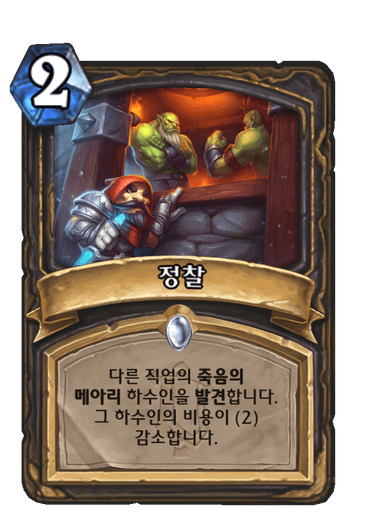 2
정찰
다른 직업의 죽음의
메아리 하수인을 발견합니다.
그 하수인의 비용이 (2)
감소합니다.